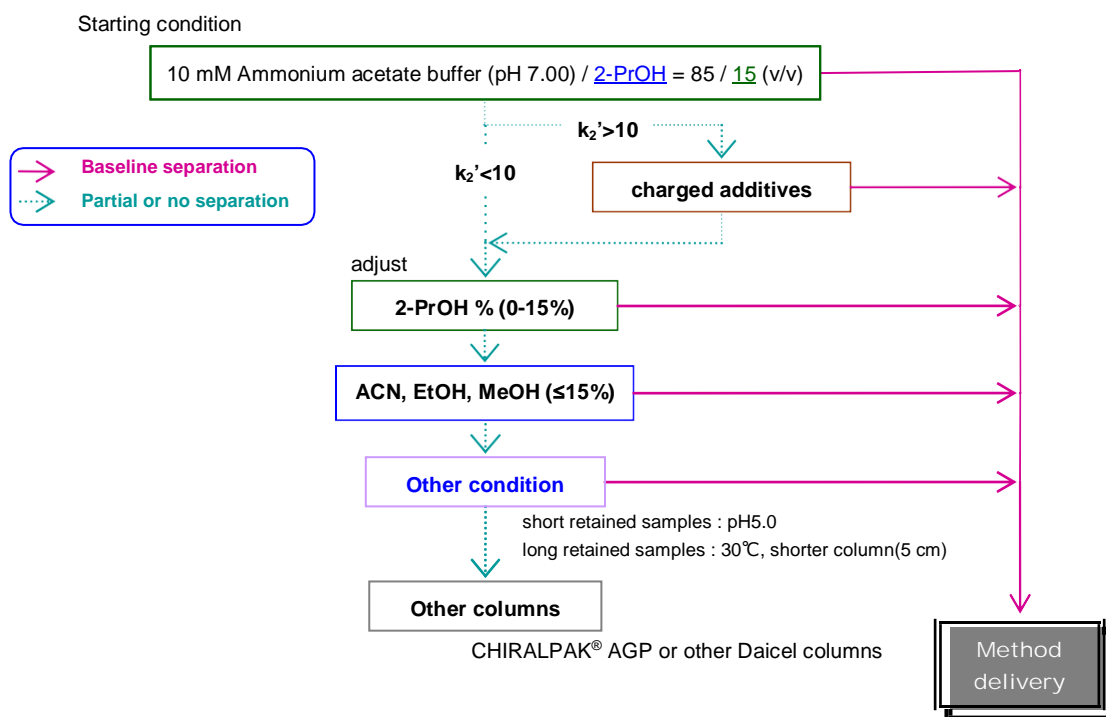 Starting condition
10 mM Ammonium acetate buffer (pH 7.00) / 2-PrOH = 85 / 15 (v/v)
k₂’>10
Baseline separation
Partial or no separation
k₂’<10
charged additives
adjust
2-PrOH % (0-15%)
ACN, EtOH, MeOH (≤15%)
Other condition
short retained samples : pH5.0
long retained samples : 30℃, shorter column(5 cm)
Other columns
CHIRALPAK® AGP or other Daicel columns
Method
delivery